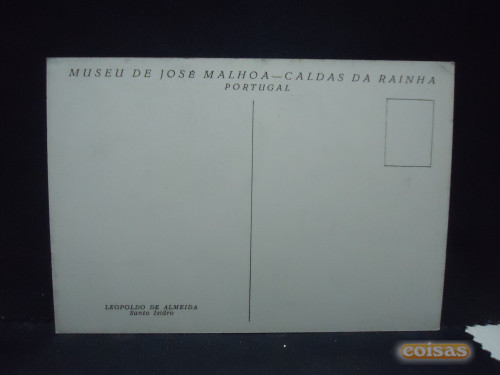 MUSEU DE JOSÉ MALHOA—CALDAS DA RAINHA
PORTUGAL
LEOPOLDO DE ALMEIDA
Santo Isidro
coisas